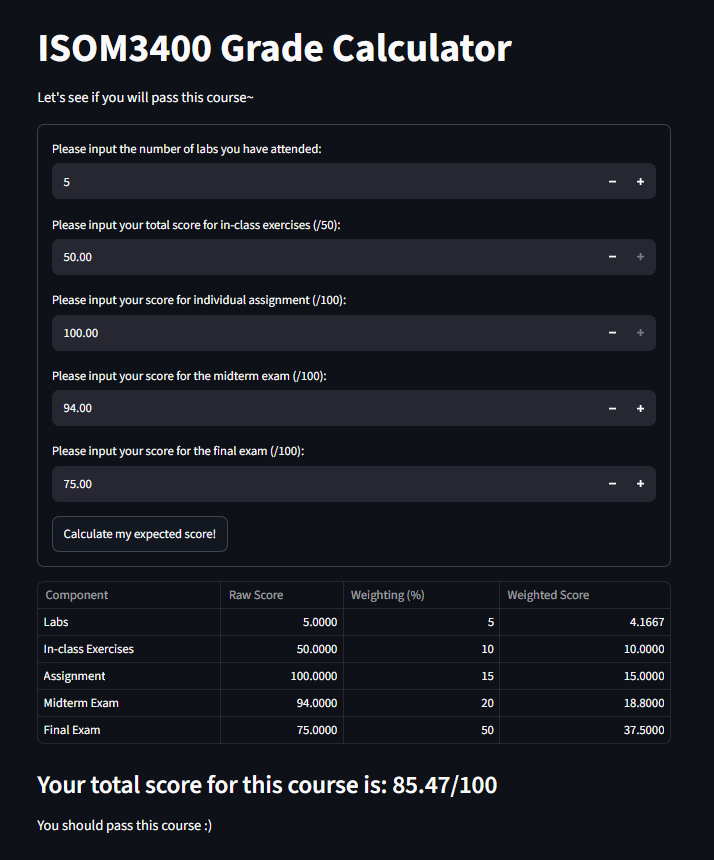 ISOM3400 Grade Calculator
Let's see if you will pass this course~
Please input the number of labs you have attended:
5 − +
Please input your total score for in-class exercises (/50):
50.00 − +
Please input your score for individual assignment (/100):
100.00 − +
Please input your score for the midterm exam (/100):
94.00 − +
Please input your score for the final exam (/100):
75.00 − +
Calculate my expected score!
Component Raw Score Weighting (%) Weighted Score
Labs 5.0000 5 4.1667
In-class Exercises 50.0000 10 10.0000
Assignment 100.0000 15 15.0000
Midterm Exam 94.0000 20 18.8000
Final Exam 75.0000 50 37.5000
Your total score for this course is: 85.47/100
You should pass this course :)